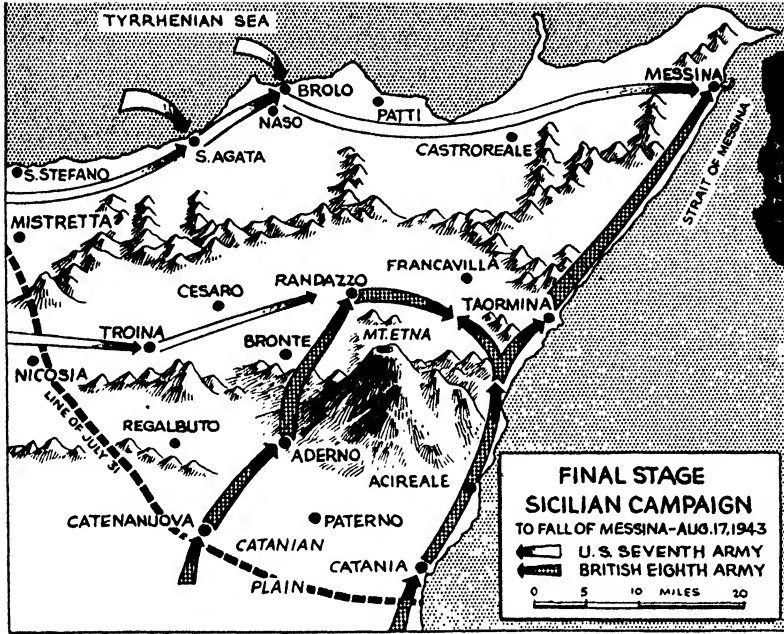 TYRRHENIAN SEA
BROLO
MESSINA
NASO
PATTI
S. AGATA
CASTROREALE
S. STEFANO
STRAIT OF MESSINA
MISTRETTA
FRANCAVILLA
RANDAZZO
CESARO
TAORMINA
TROINA
MT. ETNA
BRONTE
NICOSIA
LINE OF JULY 31
REGALBUTO
ADERNO
ACIREALE
CATENANUOVA
PATERNO
CATANIAN
PLAIN
CATANIA
FINAL STAGE
SICILIAN CAMPAIGN
TO FALL OF MESSINA-AUG. 17, 1943
U.S. SEVENTH ARMY
BRITISH EIGHTH ARMY
0 5 10 MILES 20